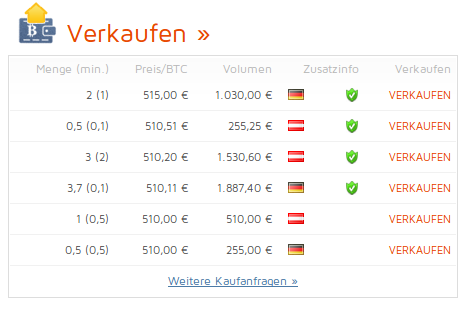 Verkaufen »
Menge (min.) Preis/BTC Volumen Zusatzinfo Verkaufen
2 (1) 515,00 € 1.030,00 € VERKAUFEN
0,5 (0,1) 510,51 € 255,25 € VERKAUFEN
3 (2) 510,20 € 1.530,60 € VERKAUFEN
3,7 (0,1) 510,11 € 1.887,40 € VERKAUFEN
1 (0,5) 510,00 € 510,00 € VERKAUFEN
0,5 (0,5) 510,00 € 255,00 € VERKAUFEN
Weitere Kaufanfragen »